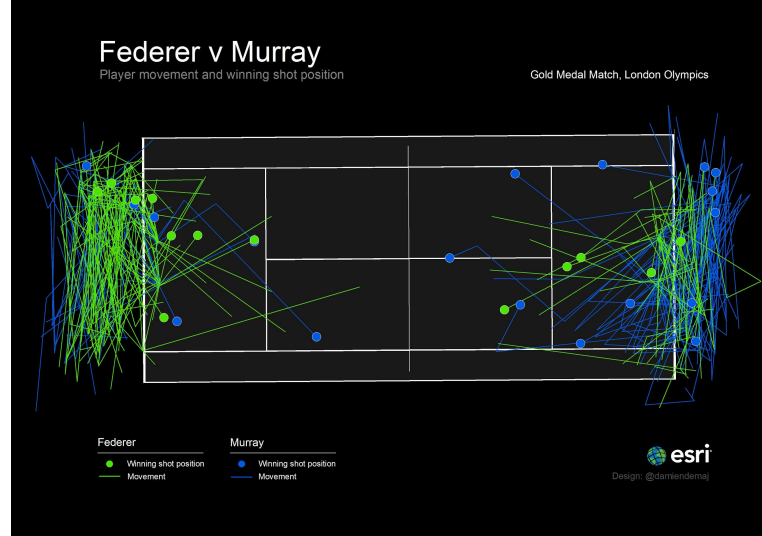 Federer v Murray
Player movement and winning shot position
Gold Medal Match, London Olympics
Federer
Winning shot position
Movement
Murray
Winning shot position
Movement
esri
Design: @damiendemaj